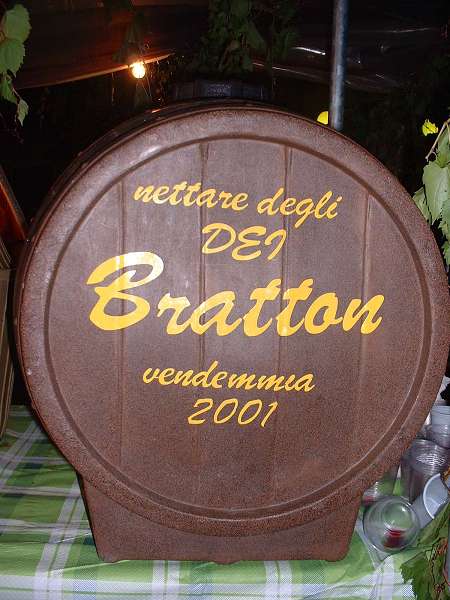 nettare degli
DEI
Bratton
vendemmia
2001